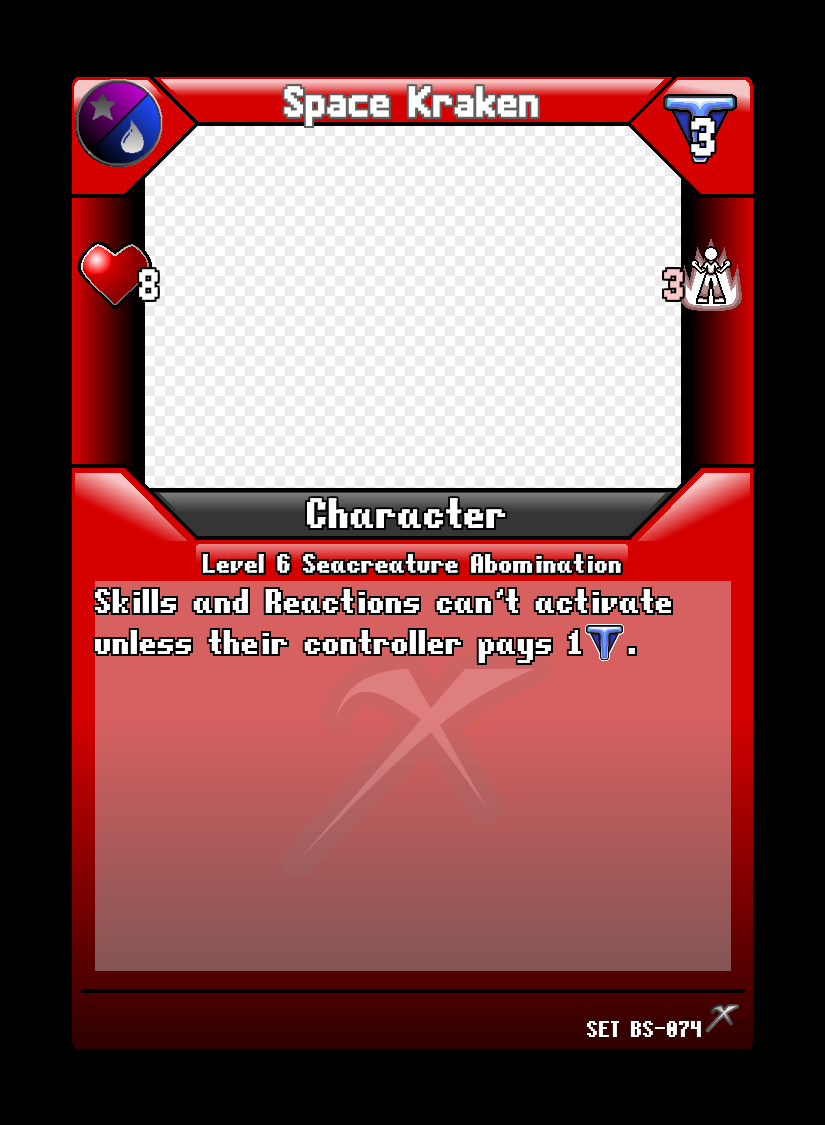 Space Kraken
3
8
3
Character
Level 6 Seacreature Abomination
Skills and Reactions can't activate
unless their controller pays 1T.
SET BS-074